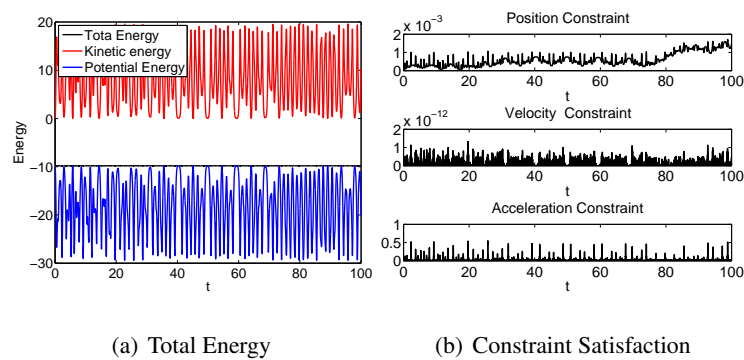 Tota Energy
Kinetic energy
Potential Energy
20
10
0
−10
−20
−30
Energy
0 20 40 60 80 100
t
(a) Total Energy
x 10⁻³ Position Constraint
2
1
0
0 20 40 60 80 100
t
x 10⁻¹² Velocity Constraint
2
1
0
0 20 40 60 80 100
t
Acceleration Constraint
1
0.5
0
0 20 40 60 80 100
t
(b) Constraint Satisfaction